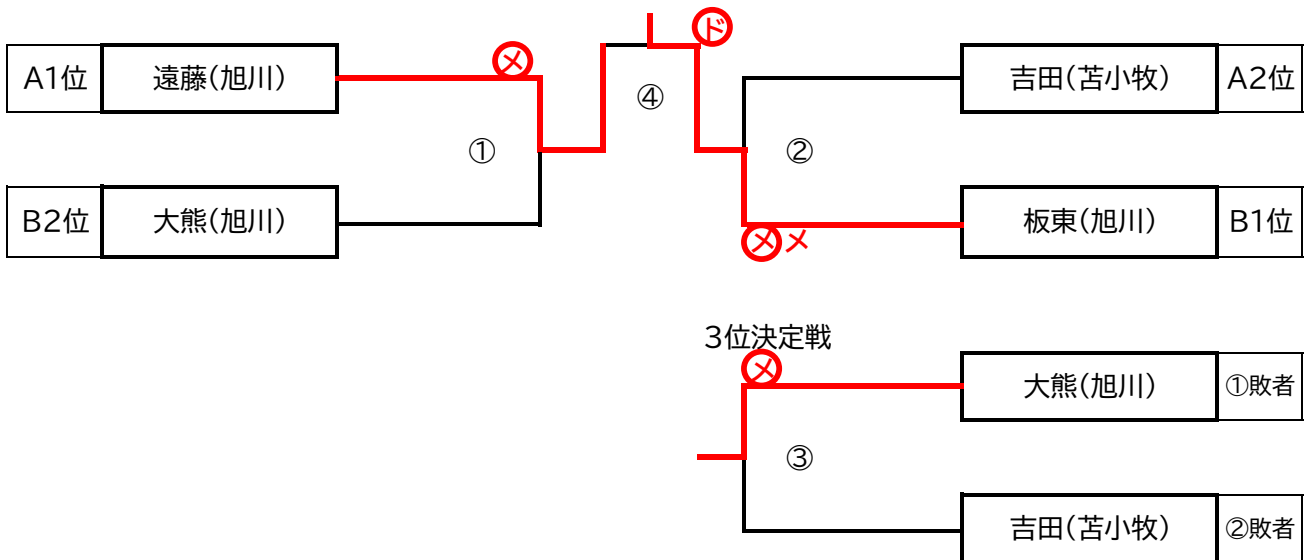 ド
メ
A1位 遠藤(旭川) 吉田(苫小牧) A2位
④
① ②
B2位 大熊(旭川) 板東(旭川) B1位
メメ
3位決定戦
メ
大熊(旭川) ①敗者
③
吉田(苫小牧) ②敗者